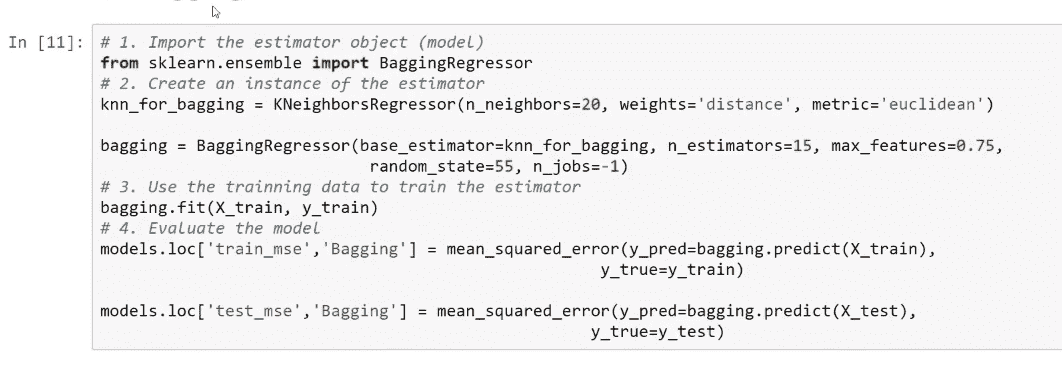 In [11]: # 1. Import the estimator object (model)
from sklearn.ensemble import BaggingRegressor
# 2. Create an instance of the estimator
knn_for_bagging = KNeighborsRegressor(n_neighbors=20, weights='distance', metric='euclidean')
bagging = BaggingRegressor(base_estimator=knn_for_bagging, n_estimators=15, max_features=0.75,
random_state=55, n_jobs=-1)
# 3. Use the trainning data to train the estimator
bagging.fit(X_train, y_train)
# 4. Evaluate the model
models.loc['train_mse','Bagging'] = mean_squared_error(y_pred=bagging.predict(X_train),
y_true=y_train)
models.loc['test_mse','Bagging'] = mean_squared_error(y_pred=bagging.predict(X_test),
y_true=y_test)